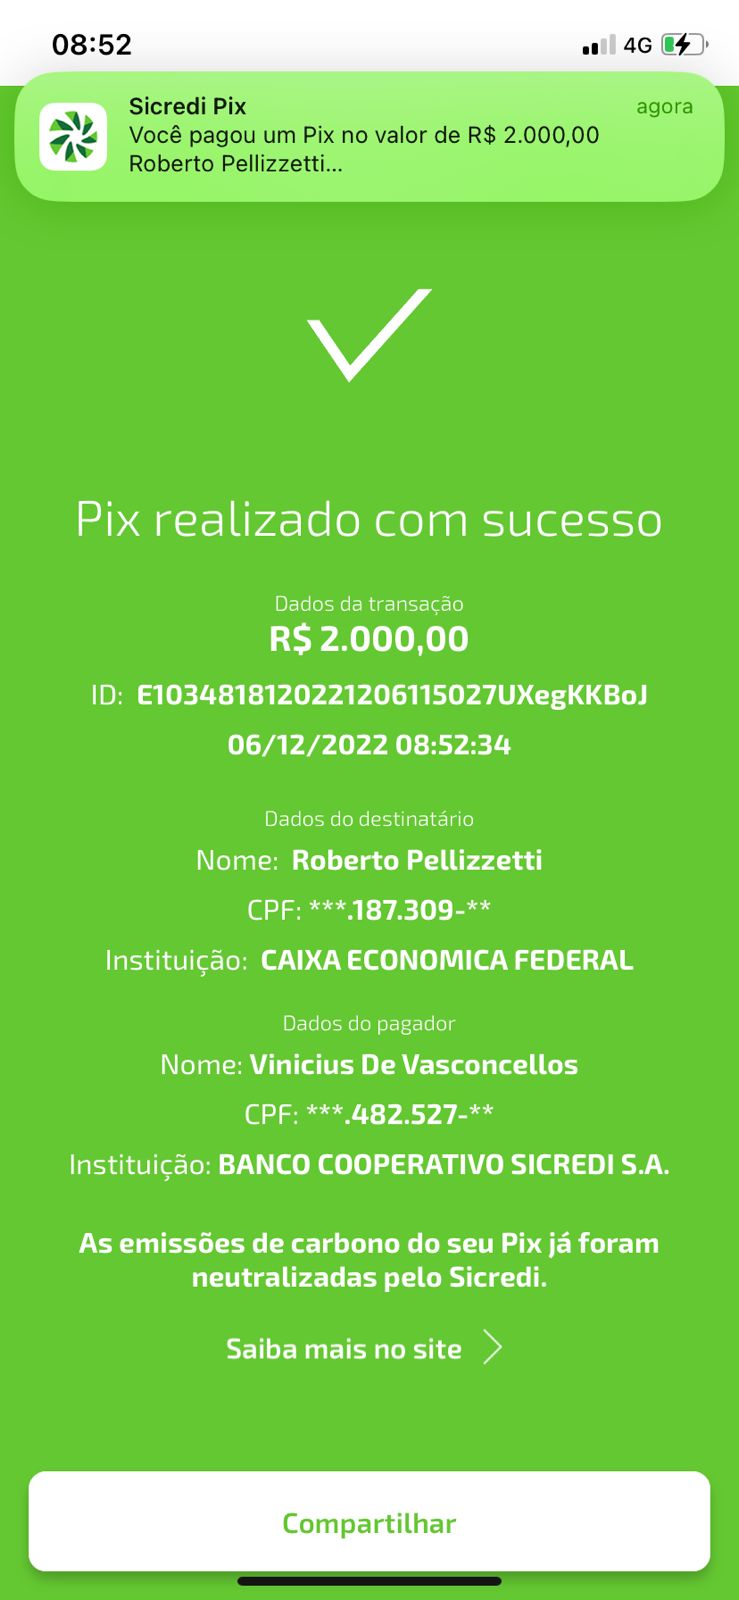 08:52
4G
Sicredi Pix
agora
Você pagou um Pix no valor de R$ 2.000,00
Roberto Pellizzetti...
Pix realizado com sucesso
Dados da transação
R$ 2.000,00
ID: E1034818120221206115027UXegKKBoJ
06/12/2022 08:52:34
Dados do destinatário
Nome: Roberto Pellizzetti
CPF: ***.187.309-**
Instituição: CAIXA ECONOMICA FEDERAL
Dados do pagador
Nome: Vinicius De Vasconcellos
CPF: ***.482.527-**
Instituição: BANCO COOPERATIVO SICREDI S.A.
As emissões de carbono do seu Pix já foram
neutralizadas pelo Sicredi.
Saiba mais no site
Compartilhar